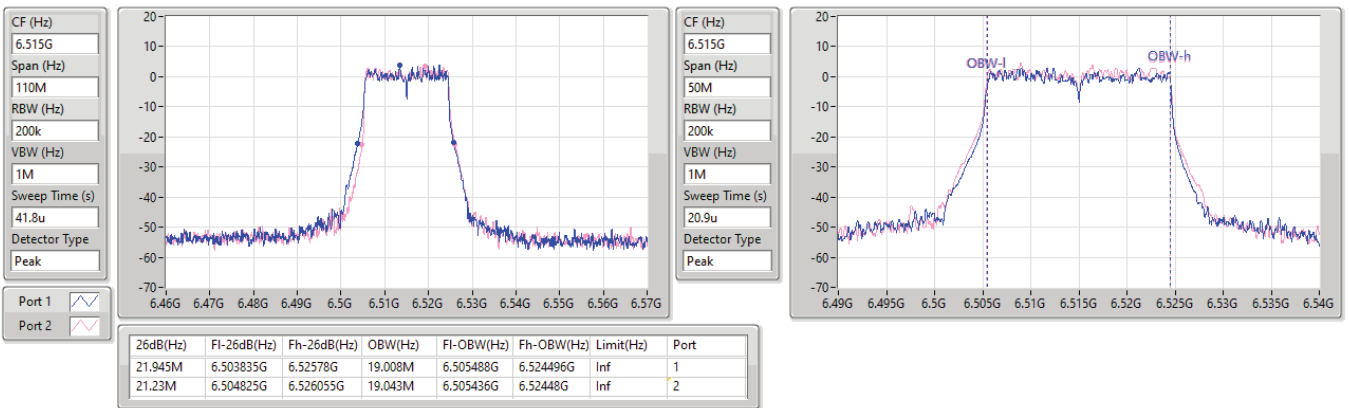 CF (Hz)
6.515G
Span (Hz)
110M
RBW (Hz)
200k
VBW (Hz)
1M
Sweep Time (s)
41.8u
Detector Type
Peak
Port 1
Port 2
20-
10-
0-
-10-
-20-
-30-
-40-
-50-
-60-
-70-
6.46G 6.47G 6.48G 6.49G 6.5G 6.51G 6.52G 6.53G 6.54G 6.55G 6.56G 6.57G
CF (Hz)
6.515G
Span (Hz)
50M
RBW (Hz)
200k
VBW (Hz)
1M
Sweep Time (s)
20.9u
Detector Type
Peak
20-
10-
0-
-10-
-20-
-30-
-40-
-50-
-60-
-70-
OBW-l
OBW-h
6.49G 6.495G 6.5G 6.505G 6.51G 6.515G 6.52G 6.525G 6.53G 6.535G 6.54G
26dB(Hz) Fl-26dB(Hz) Fh-26dB(Hz) OBW(Hz) Fl-OBW(Hz) Fh-OBW(Hz) Limit(Hz) Port
21.945M 6.503835G 6.52578G 19.008M 6.505488G 6.524496G Inf 1
21.23M 6.504825G 6.526055G 19.043M 6.505436G 6.52448G Inf 2